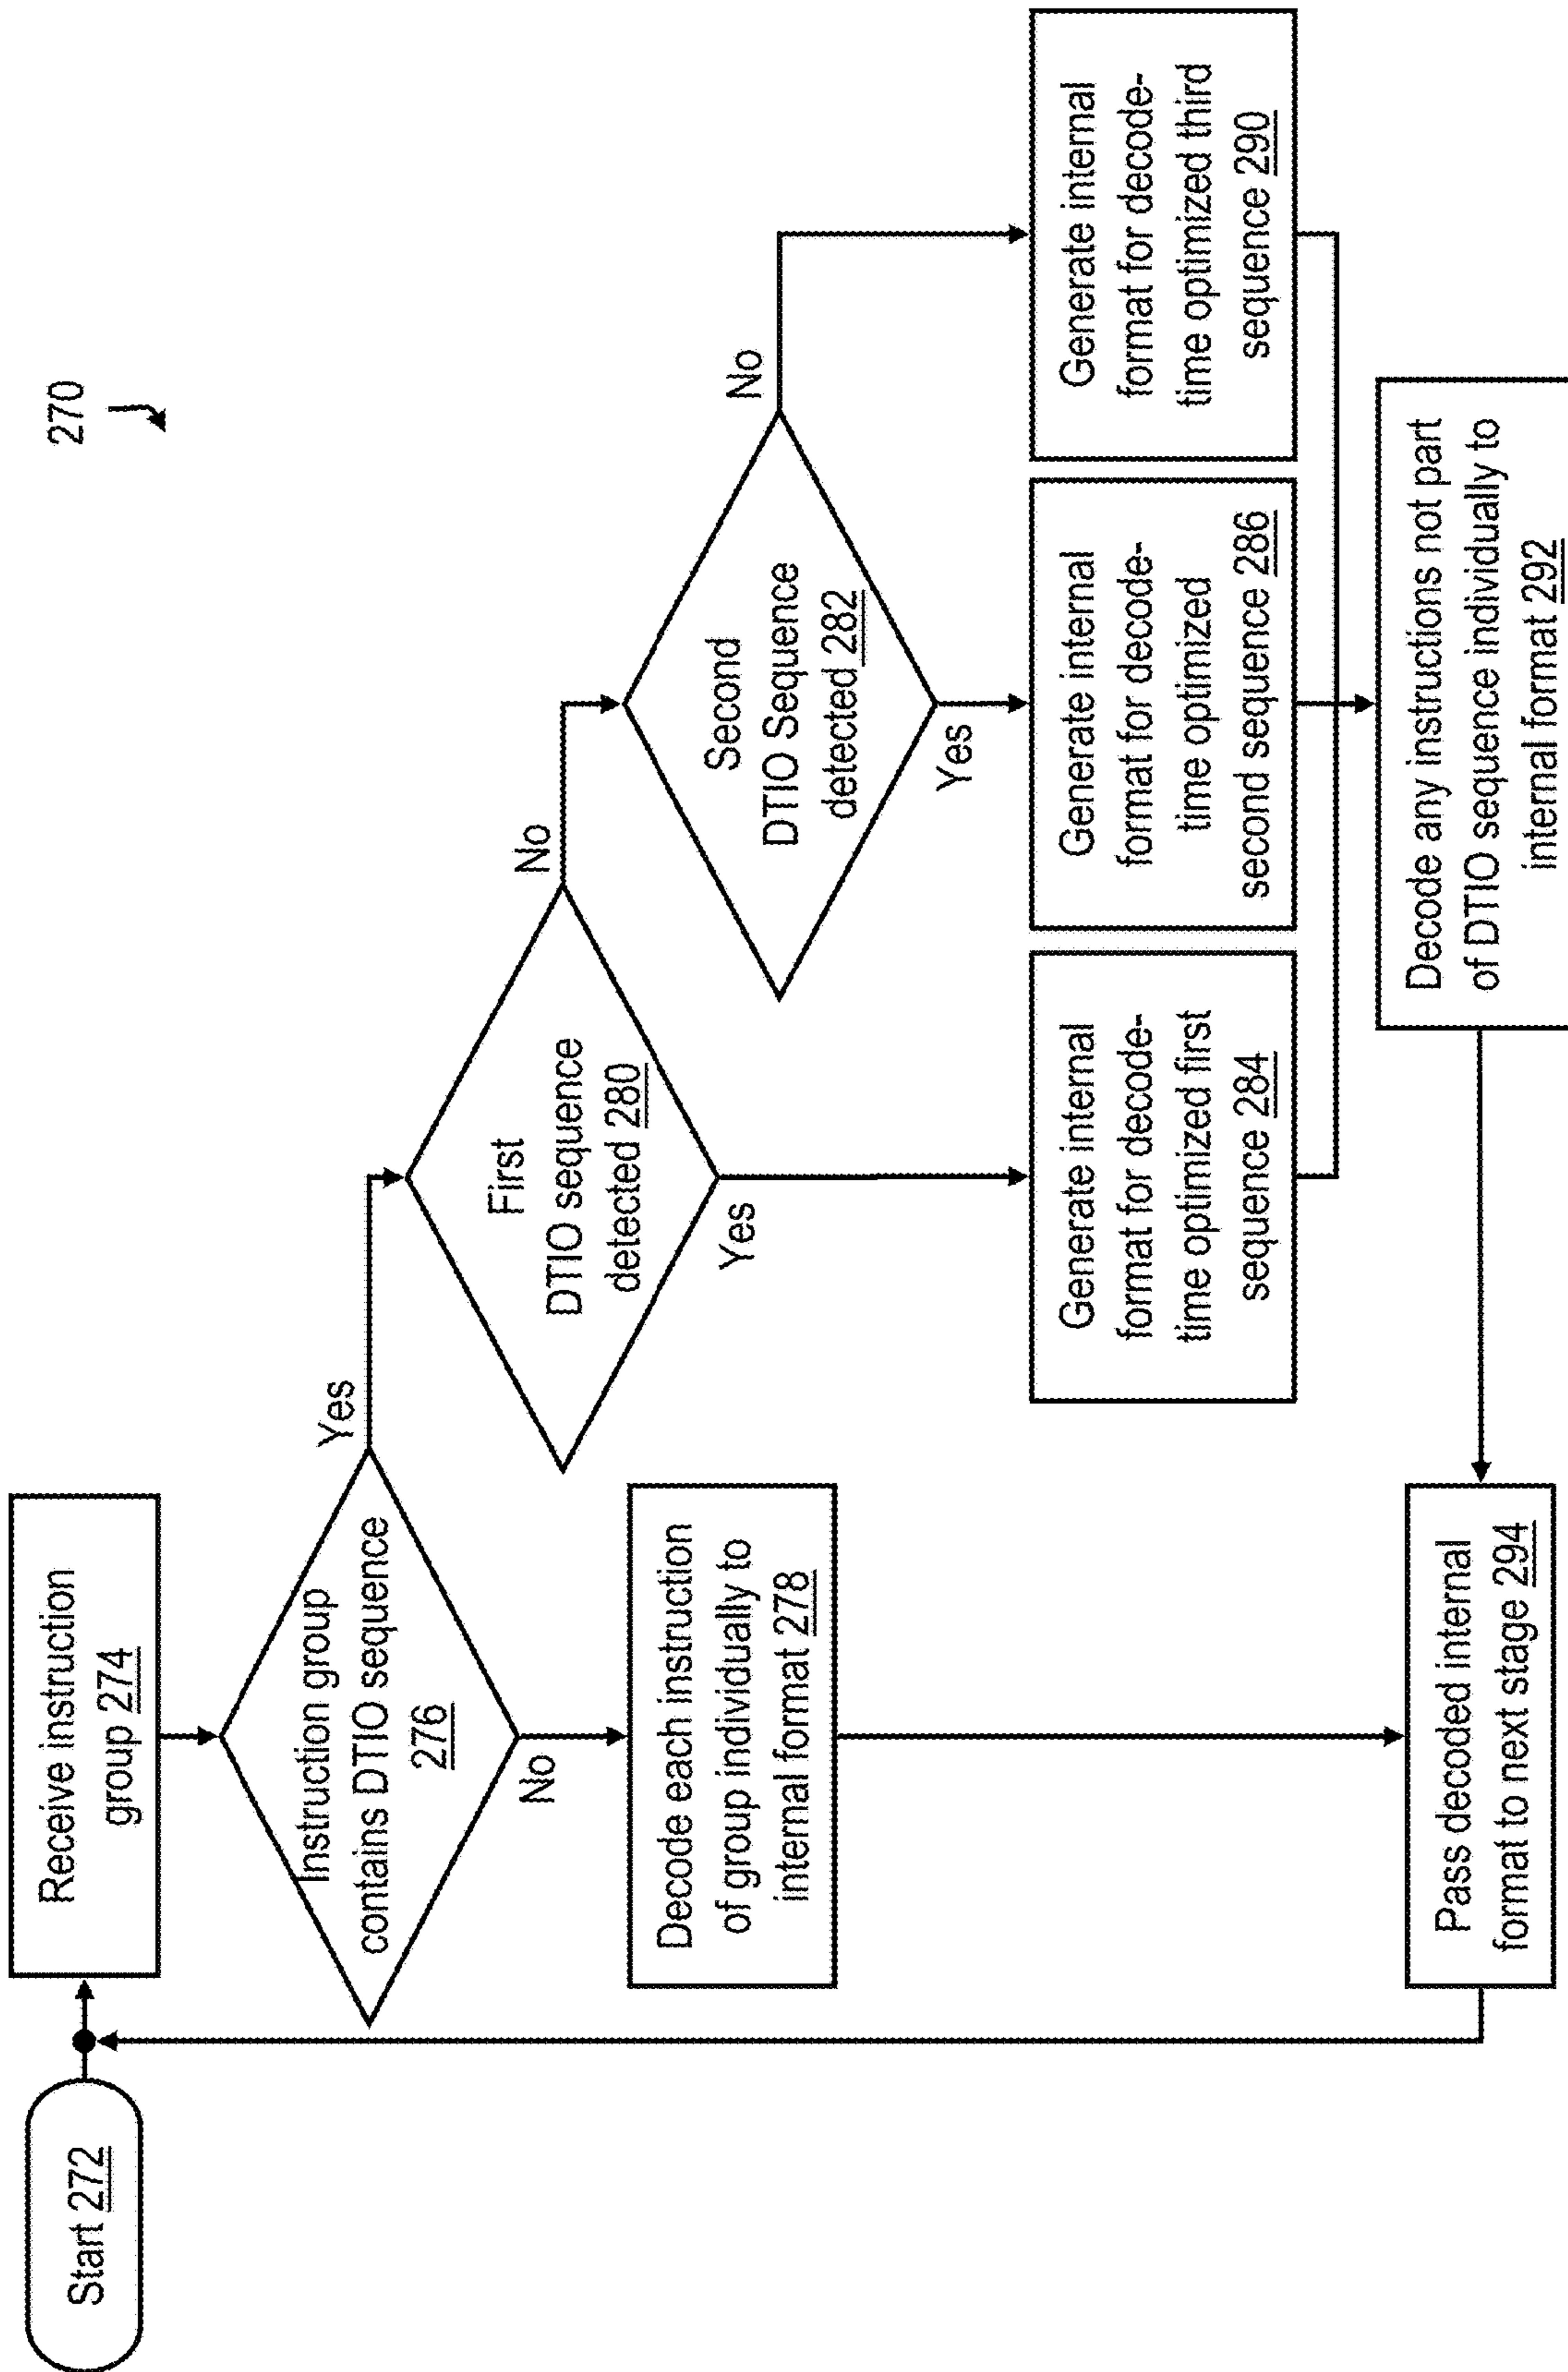 270
Start 272
Receive instruction
group 274
Instruction group
contains DTIO sequence
276
Yes
No
Decode each instruction
of group individually to
internal format 278
First
DTIO sequence
detected 280
No
Yes
Second
DTIO Sequence
detected 282
No
Yes
Generate internal
format for decode-
time optimized first
sequence 284
Generate internal
format for decode-
time optimized
second sequence 286
Generate internal
format for decode-
time optimized third
sequence 290
Decode any instructions not part
of DTIO sequence individually to
internal format 292
Pass decoded internal
format to next stage 294